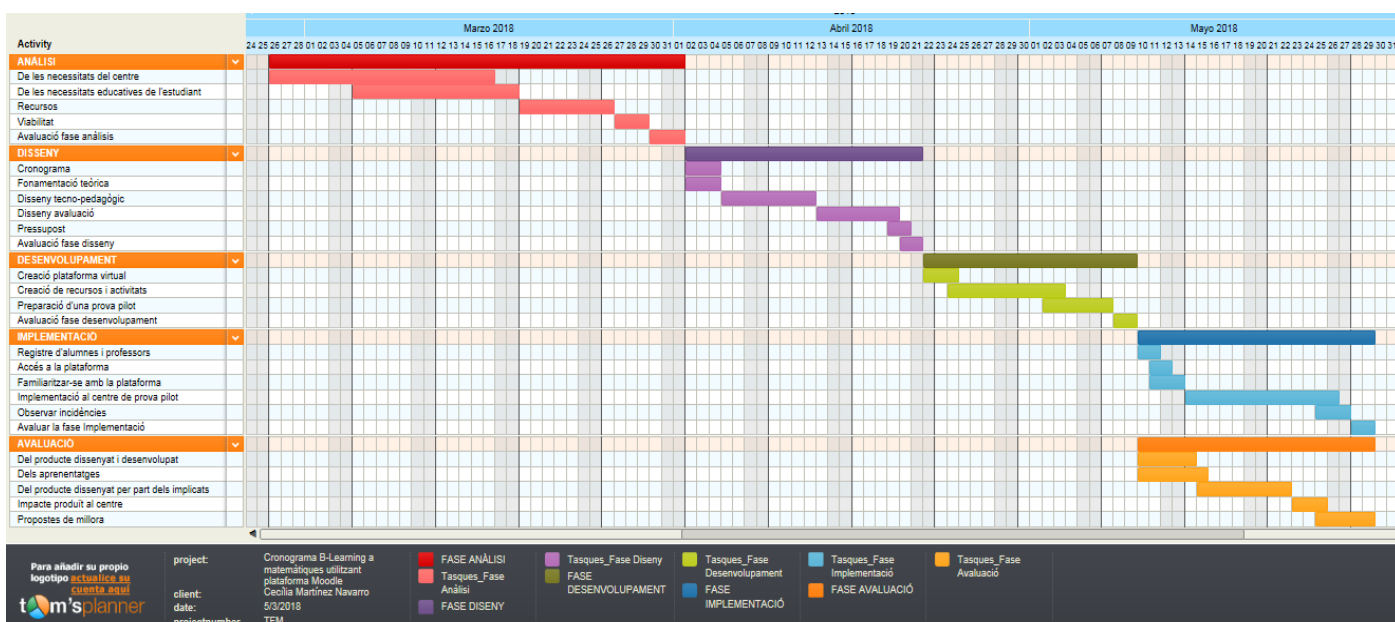 Marzo 2018
Abril 2018
Mayo 2018
Activity
24 25 26 27 28 01 02 03 04 05 06 07 08 09 10 11 12 13 14 15 16 17 18 19 20 21 22 23 24 25 26 27 28 29 30 31 01 02 03 04 05 06 07 08 09 10 11 12 13 14 15 16 17 18 19 20 21 22 23 24 25 26 27 28 29 30 01 02 03 04 05 06 07 08 09 10 11 12 13 14 15 16 17 18 19 20 21 22 23 24 25 26 27 28 29 30 31
ANÀLISI
De les necessitats del centre
De les necessitats educatives de l'estudiant
Recursos
Viabilitat
Avaluació fase anàlisis
DISSENY
Cronograma
Fonamentació teòrica
Disseny tecno-pedagògic
Disseny avaluació
Pressupost
Avaluació fase disseny
DESENVOLUPAMENT
Creació plataforma virtual
Creació de recursos i activitats
Preparació d'una prova pilot
Avaluació fase desenvolupament
IMPLEMENTACIÓ
Registre d'alumnes i professors
Accés a la plataforma
Familiaritzar-se amb la plataforma
Implementació al centre de prova pilot
Observar incidències
Avaluar la fase Implementació
AVALUACIÓ
Del producte dissenyat i desenvolupat
Dels aprenentatges
Del producte dissenyat per part dels implicats
Impacte produït al centre
Propostes de millora
Para añadir su propio
logotipo actualice su
cuenta aquí
tom'splanner
project:
Cronograma B-Learning a
matemàtiques utilitzant
plataforma Moodle
client:
Cecília Martínez Navarro
date:
5/3/2018
projectnumber
TFM
FASE ANÀLISI
Tasques_Fase
Anàlisi
FASE DISENY
Tasques_Fase Diseny
FASE
DESENVOLUPAMENT
Tasques_Fase
Desenvolupament
FASE
IMPLEMENTACIÓ
Tasques_Fase
Implementació
FASE AVALUACIÓ
Tasques_Fase
Avaluació